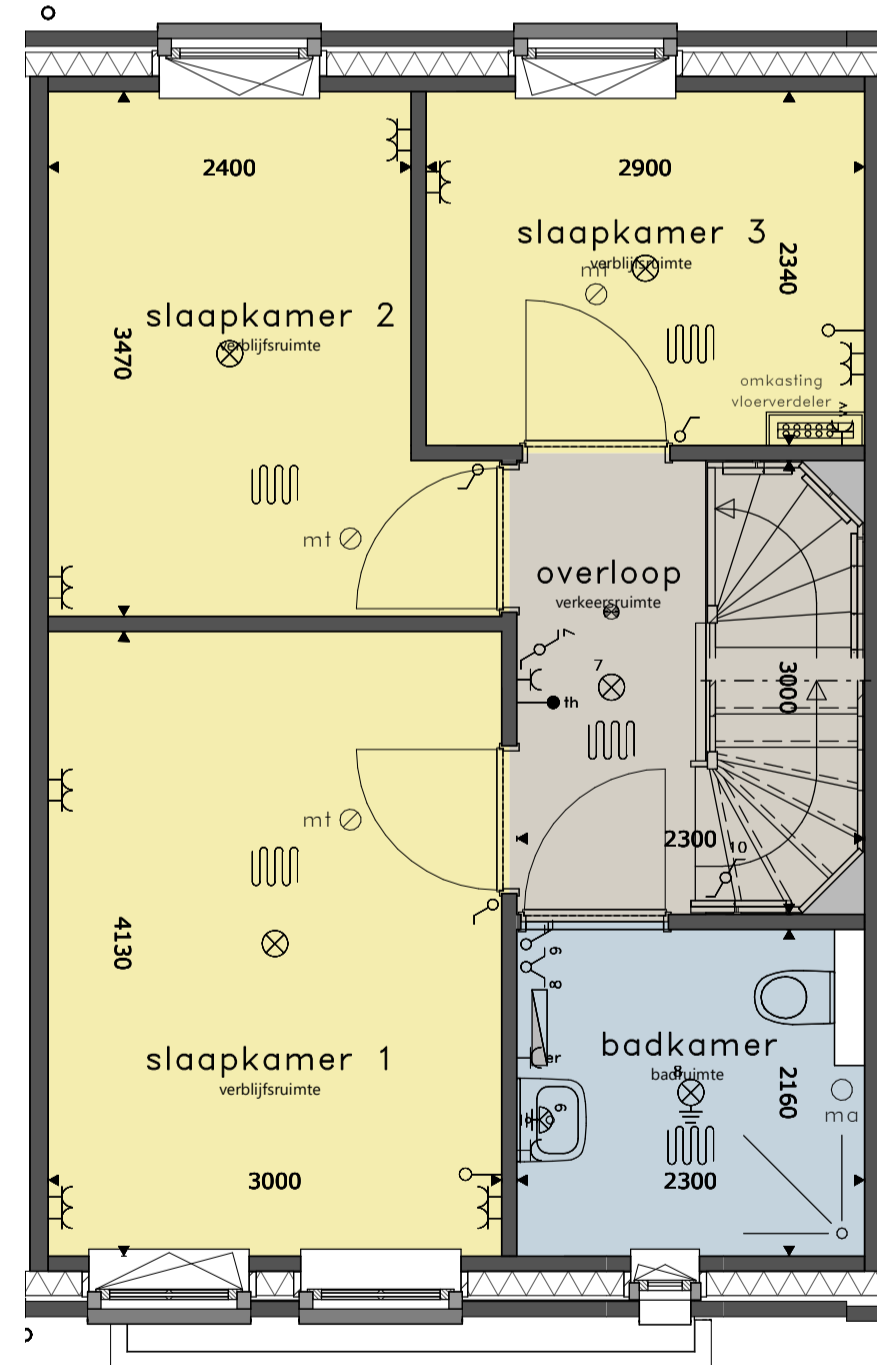 2400
2900
slaapkamer 3
verblijfsruimte
mt
2340
slaapkamer 2
verblijfsruimte
3470
omkasting
vloerverdeler
vv
mt
overloop
verkeersruimte
7
7
th
3000
mt
2300
10
4130
9
8
slaapkamer 1
verblijfsruimte
badkamer
badruimte
8
er
2160
ma
9
3000
2300